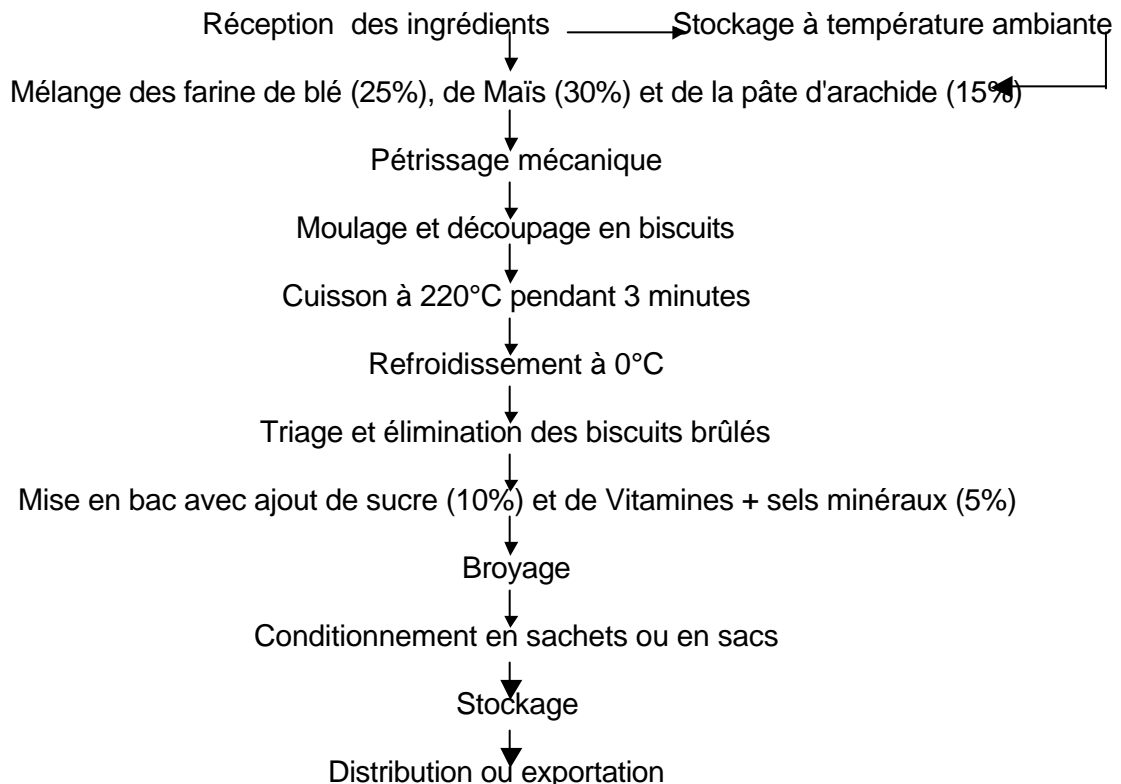 Réception des ingrédients Stockage à température ambiante
Mélange des farine de blé (25%), de Maïs (30%) et de la pâte d'arachide (15%)
Pétrissage mécanique
Moulage et découpage en biscuits
Cuisson à 220°C pendant 3 minutes
Refroidissement à 0°C
Triage et élimination des biscuits brûlés
Mise en bac avec ajout de sucre (10%) et de Vitamines + sels minéraux (5%)
Broyage
Conditionnement en sachets ou en sacs
Stockage
Distribution ou exportation